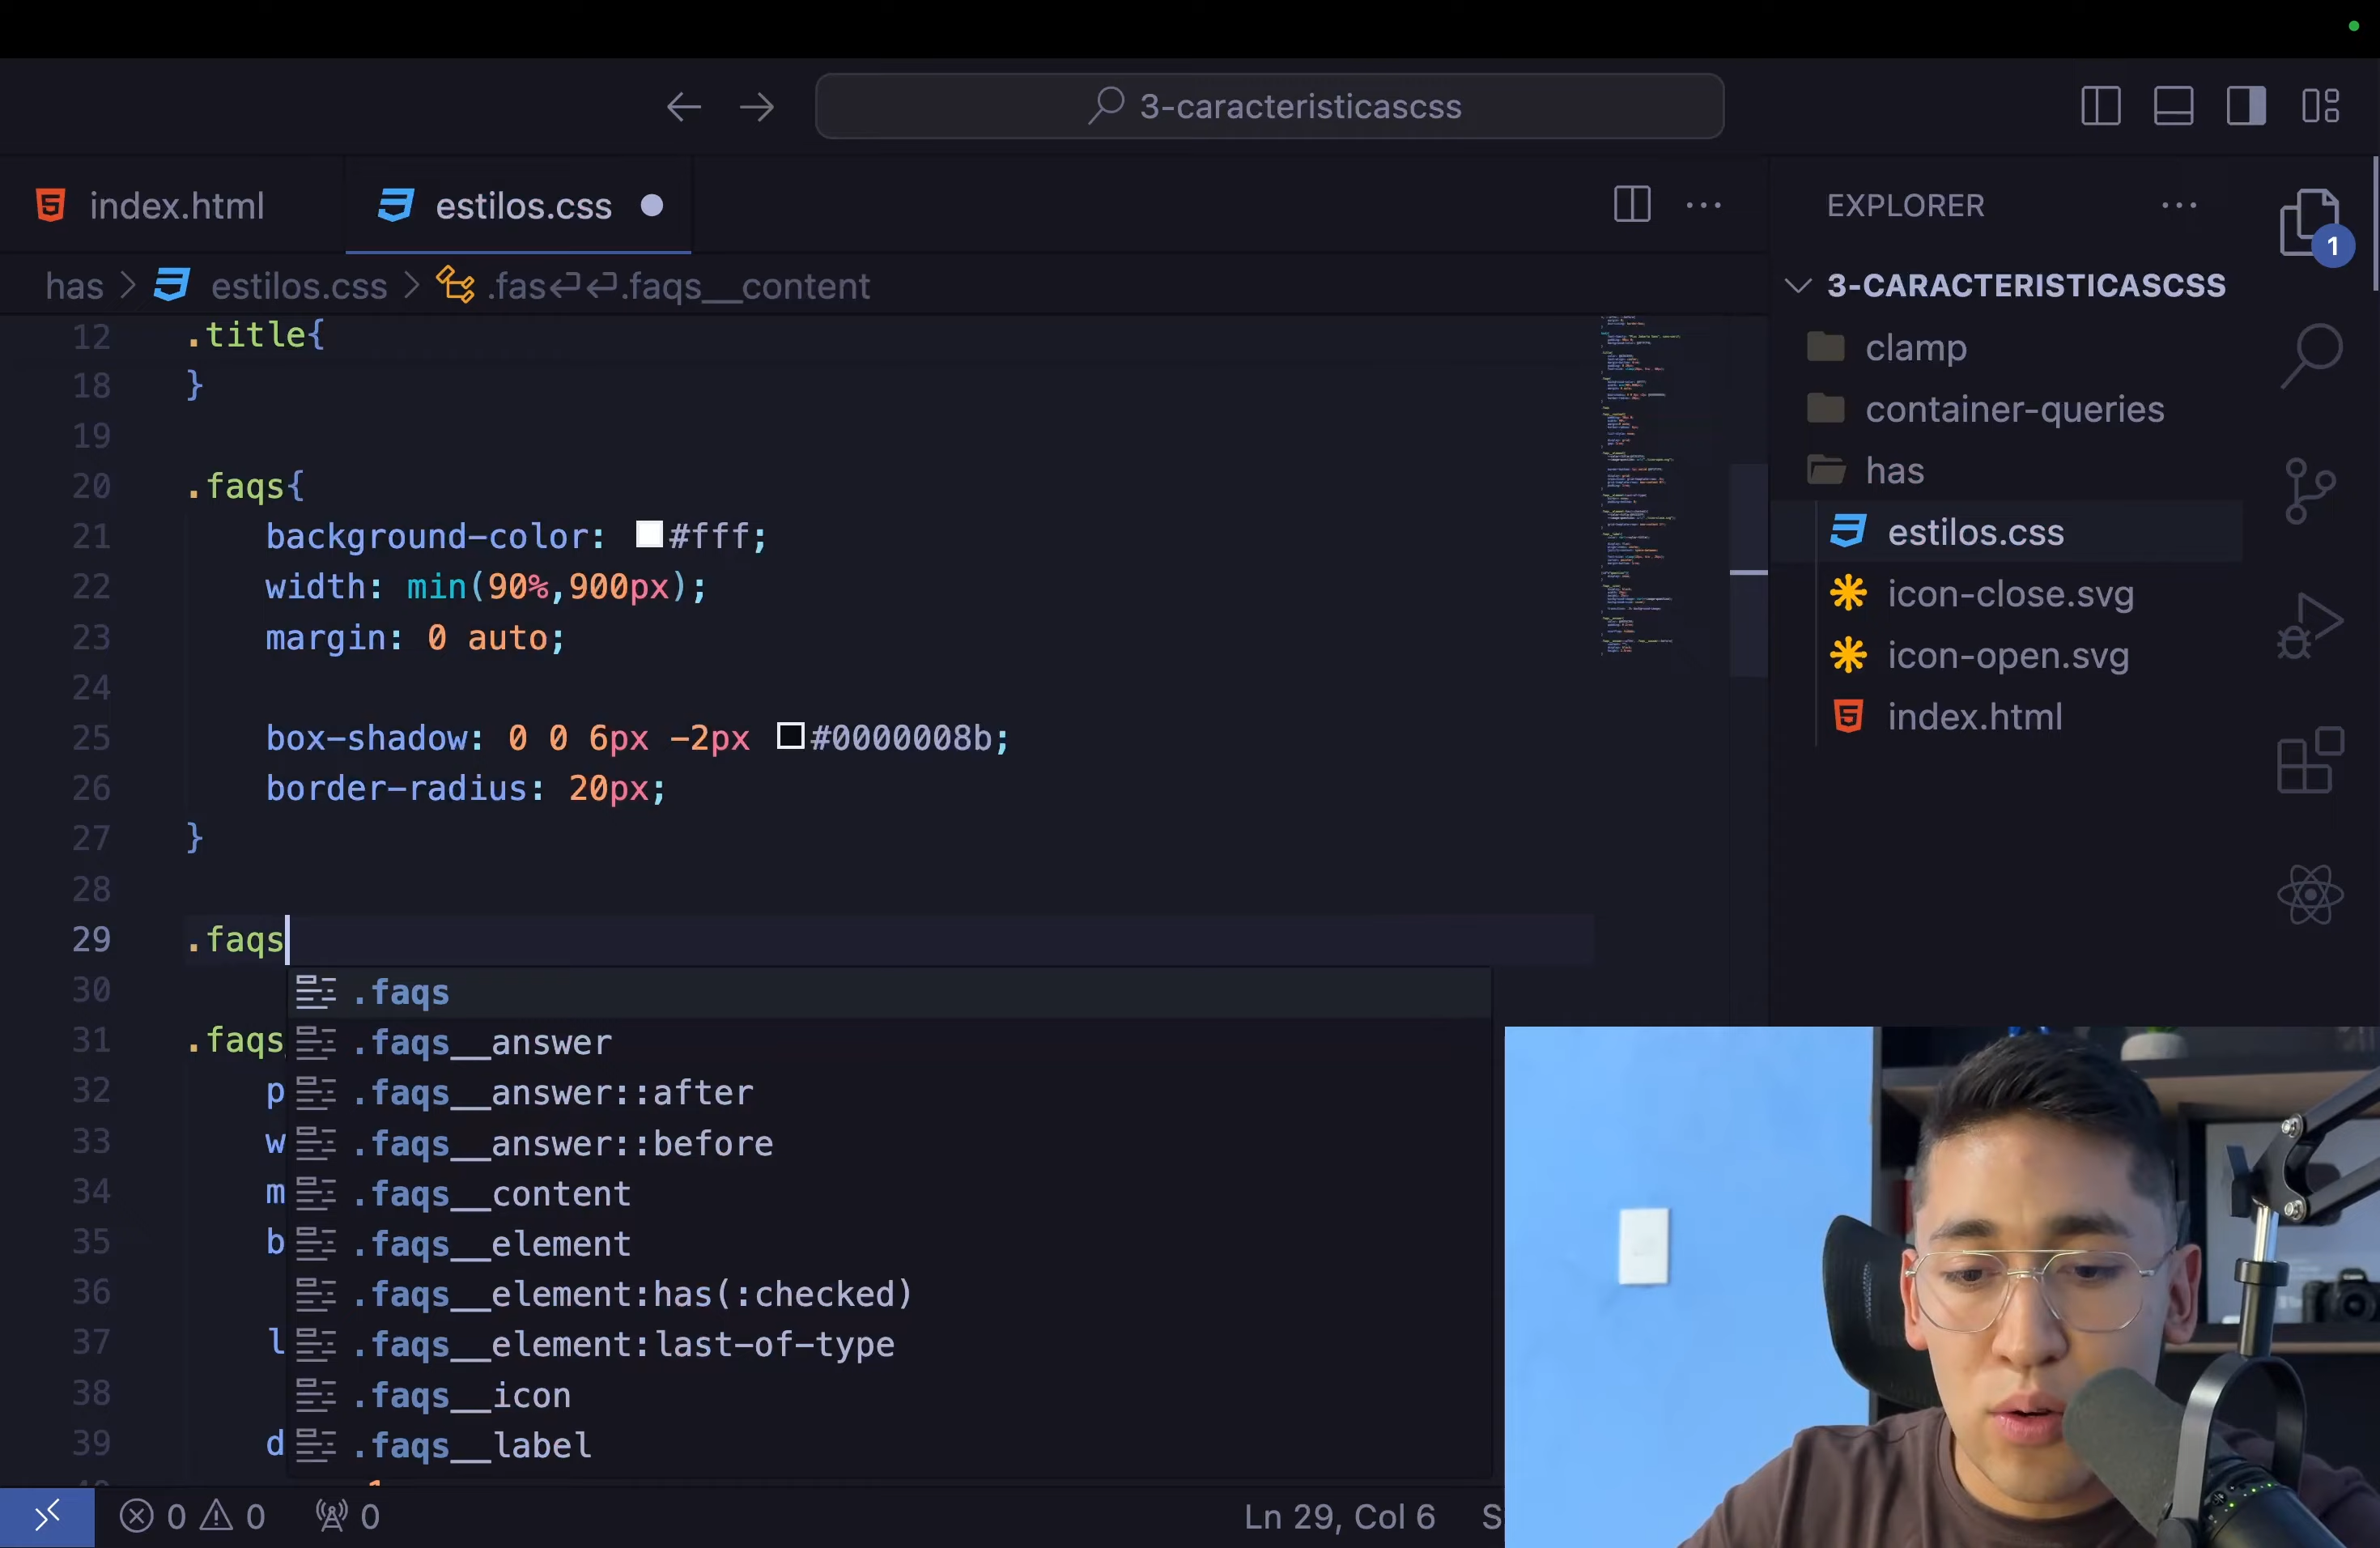 3-caracteristicascss
index.html
estilos.css
EXPLORER
1
has > estilos.css > .fas↵↵.faqs__content
3-CARACTERISTICASCSS
clamp
container-queries
has
estilos.css
icon-close.svg
icon-open.svg
index.html
12 .title{
18 }
19
20 .faqs{
21 background-color: #fff;
22 width: min(90%,900px);
23 margin: 0 auto;
24
25 box-shadow: 0 0 6px -2px #0000008b;
26 border-radius: 20px;
27 }
28
29 .faqs
30 .faqs
31 .faqs .faqs__answer
32 p .faqs__answer::after
33 w .faqs__answer::before
34 m .faqs__content
35 b .faqs__element
36 .faqs__element:has(:checked)
37 l .faqs__element:last-of-type
38 .faqs__icon
39 d .faqs__label
0 0 0
Ln 29, Col 6 S